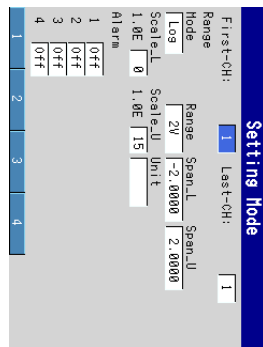 Setting Mode
First-CH: 1 Last-CH: 1
Range
Mode Range Span_L Span_U
Log 2V -2.0000 2.0000
Scale_L Scale_U Unit
1.0E 0 1.0E 15
Alarm
1 Off
2 Off
3 Off
4 Off
1 2 3 4